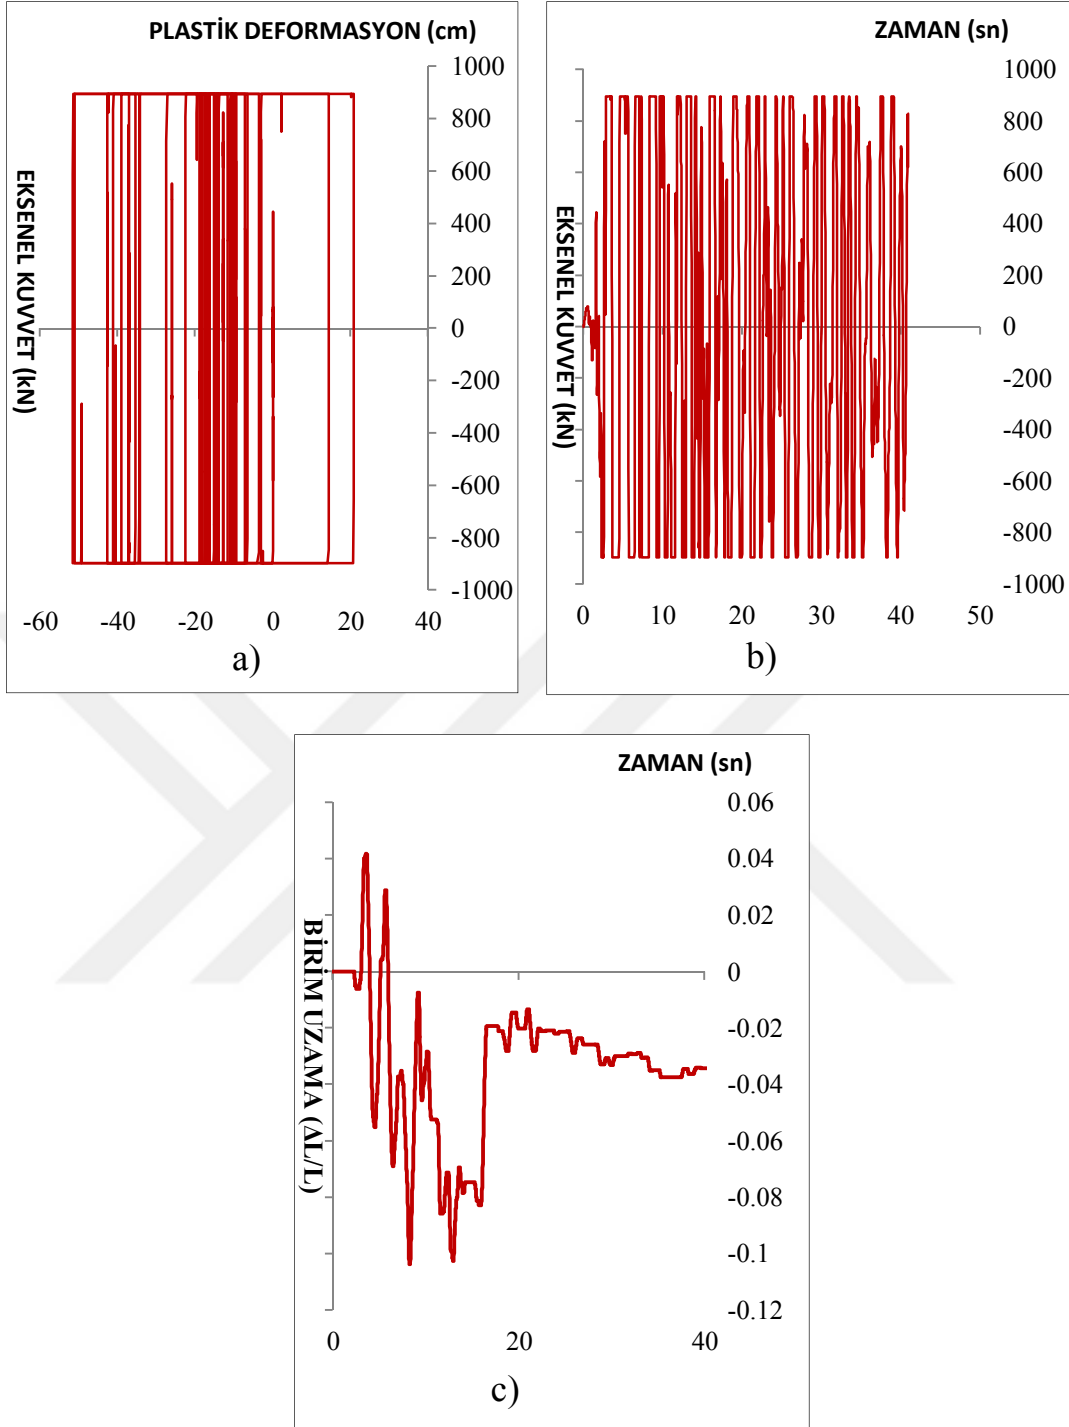 PLASTİK DEFORMASYON (cm)
EKSENEL KUVVET (kN)
1000
800
600
400
200
0
-200
-400
-600
-800
-1000
-60 -40 -20 0 20 40
a)
ZAMAN (sn)
EKSENEL KUVVET (kN)
1000
800
600
400
200
0
-200
-400
-600
-800
-1000
0 10 20 30 40 50
b)
ZAMAN (sn)
BİRİM UZAMA (ΔL/L)
0.06
0.04
0.02
0
-0.02
-0.04
-0.06
-0.08
-0.1
-0.12
0 20 40
c)